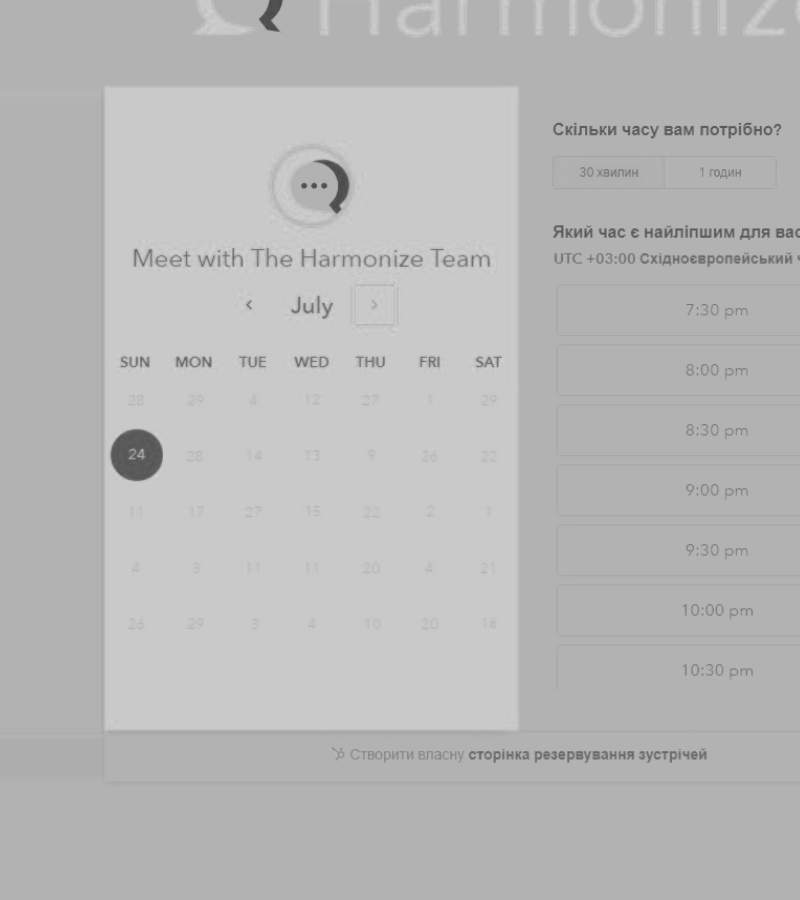 Harmonize
Meet with The Harmonize Team
July
SUN MON TUE WED THU FRI SAT
28 29 4 12 27 1 29
24 28 14 13 9 26 22
11 17 27 15 22 2 1
4 3 11 11 20 4 21
26 29 3 4 10 20 16
Скільки часу вам потрібно?
30 хвилин 1 годин
Який час є найліпшим для вас
UTC +03:00 Східноєвропейський ч
7:30 pm
8:00 pm
8:30 pm
9:00 pm
9:30 pm
10:00 pm
10:30 pm
Створити власну сторінка резервування зустрічей